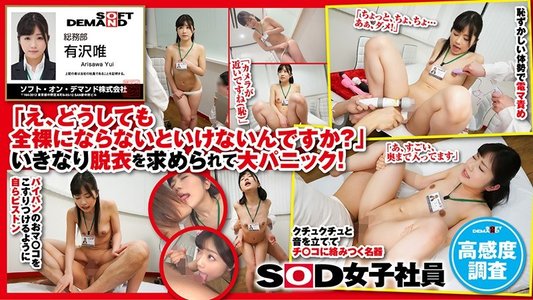 DEMAND SOFT ON
総務部
有沢唯
Arisawa Yui
ソフト・オン・デマンド株式会社
「カメラが
近いですね(恥)」
「ちょっと、ちょ、ちょ…
あぁ、ダメ!」
恥ずかしい体勢で電マ責め
「え、どうしても
全裸にならないといけないんですか?」
いきなり脱衣を求められて大パニック!
「あ、すごい、
奥まで入ってます」
パイパンのおマ〇コを
こすりつけるように
自らピストン
クチュクチュと
音を立てて
チ〇コに絡みつく名器
SOD女子社員
DEMAND
高感度
調査